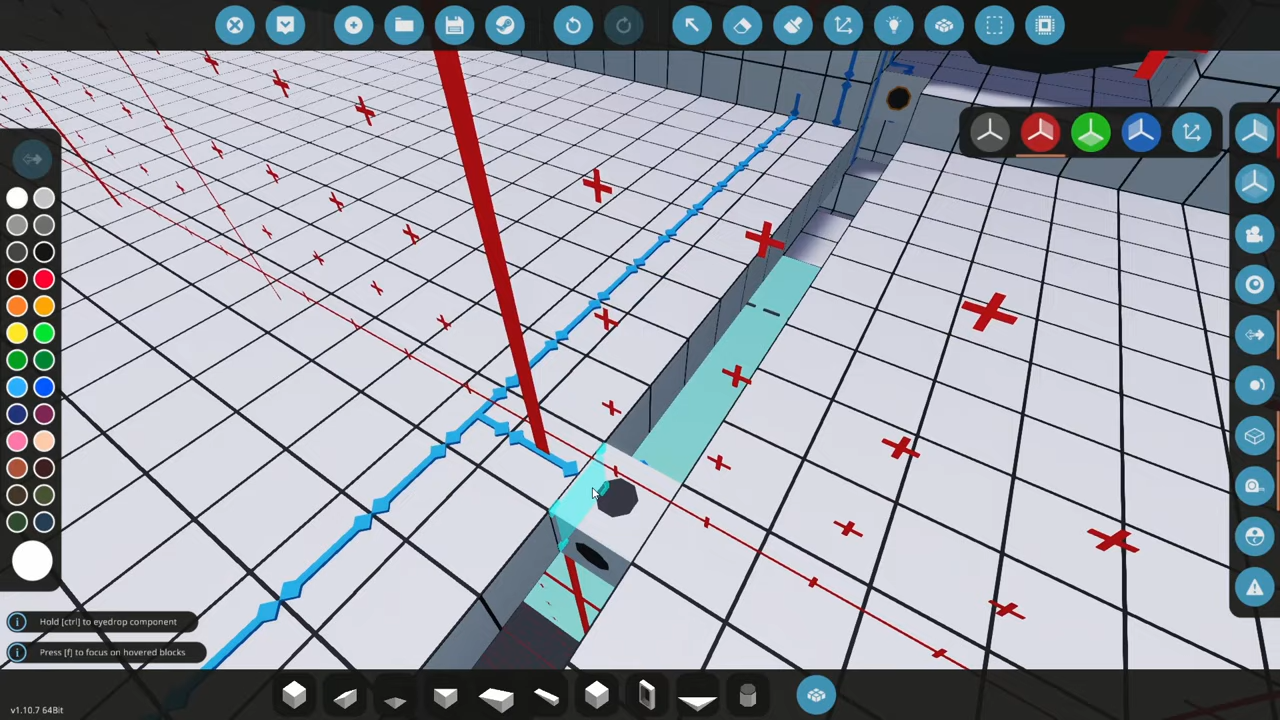 Hold [ctrl] to eyedrop component
Press [f] to focus on hovered blocks
v1.10.7 64Bit